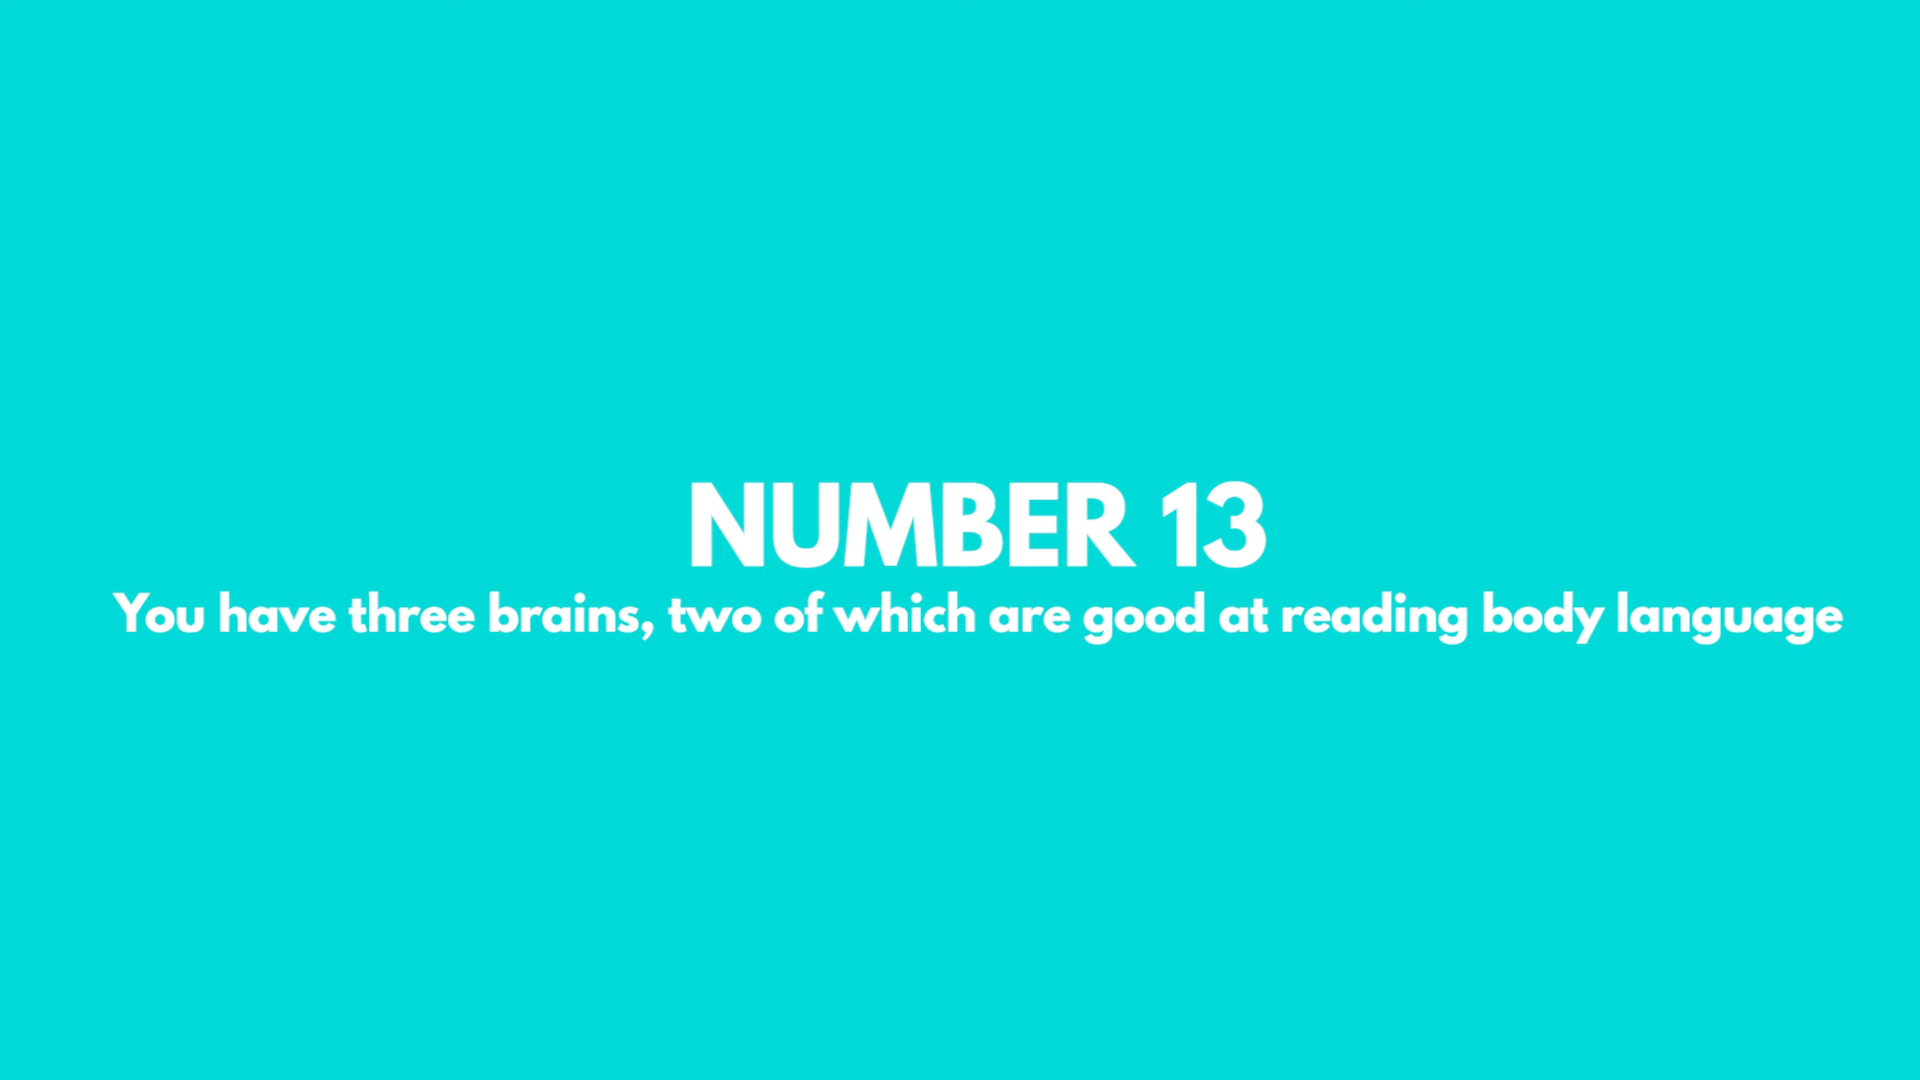 NUMBER 13
You have three brains, two of which are good at reading body language